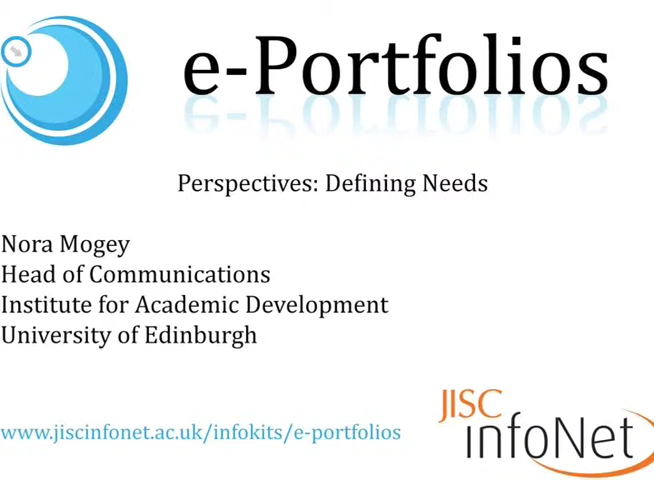 e-Portfolios
Perspectives: Defining Needs
Nora Mogey
Head of Communications
Institute for Academic Development
University of Edinburgh
www.jiscinfonet.ac.uk/infokits/e-portfolios
JISC
infoNet